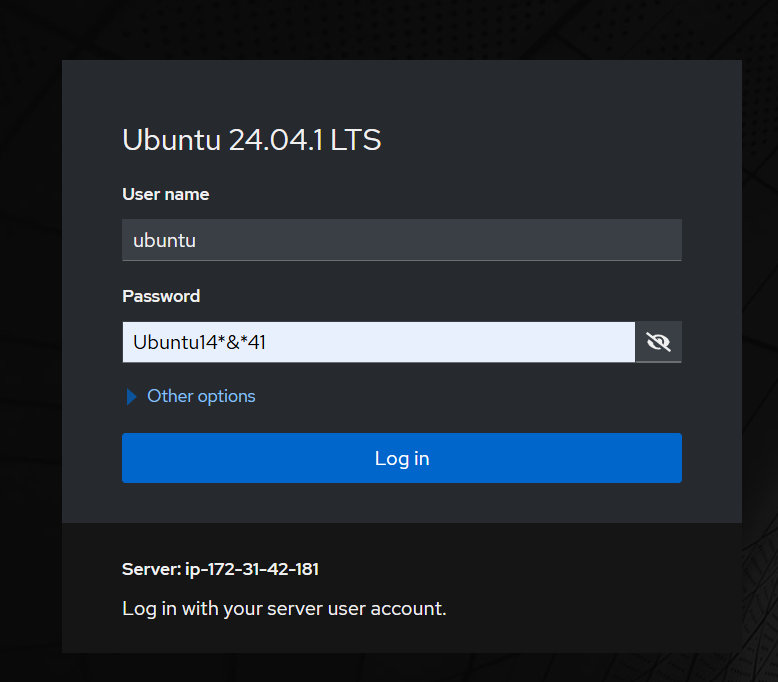 Ubuntu 24.04.1 LTS
User name
ubuntu
Password
Ubuntu14*&*41
Other options
Log in
Server: ip-172-31-42-181
Log in with your server user account.